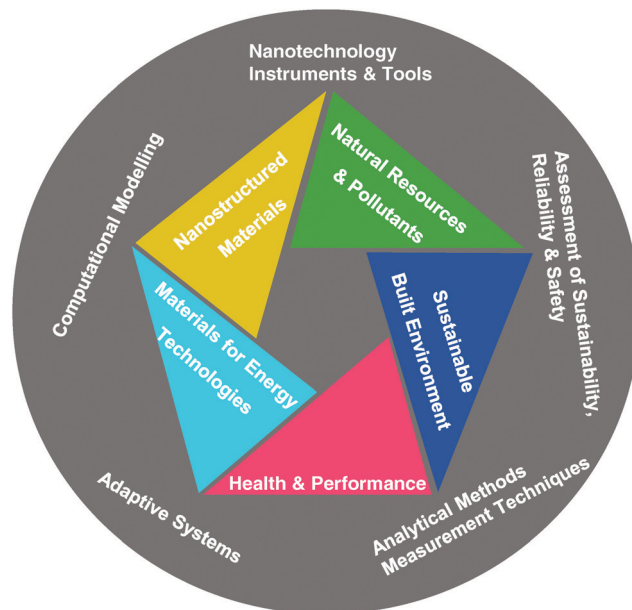 Nanotechnology
Instruments & Tools
Natural Resources
& Pollutants
Nanostructured
Materials
Computational Modelling
Assessment of Sustainability,
Reliability & Safety
Sustainable
Built Environment
Materials for Energy
Technologies
Health & Performance
Adaptive Systems
Analytical Methods
Measurement Techniques